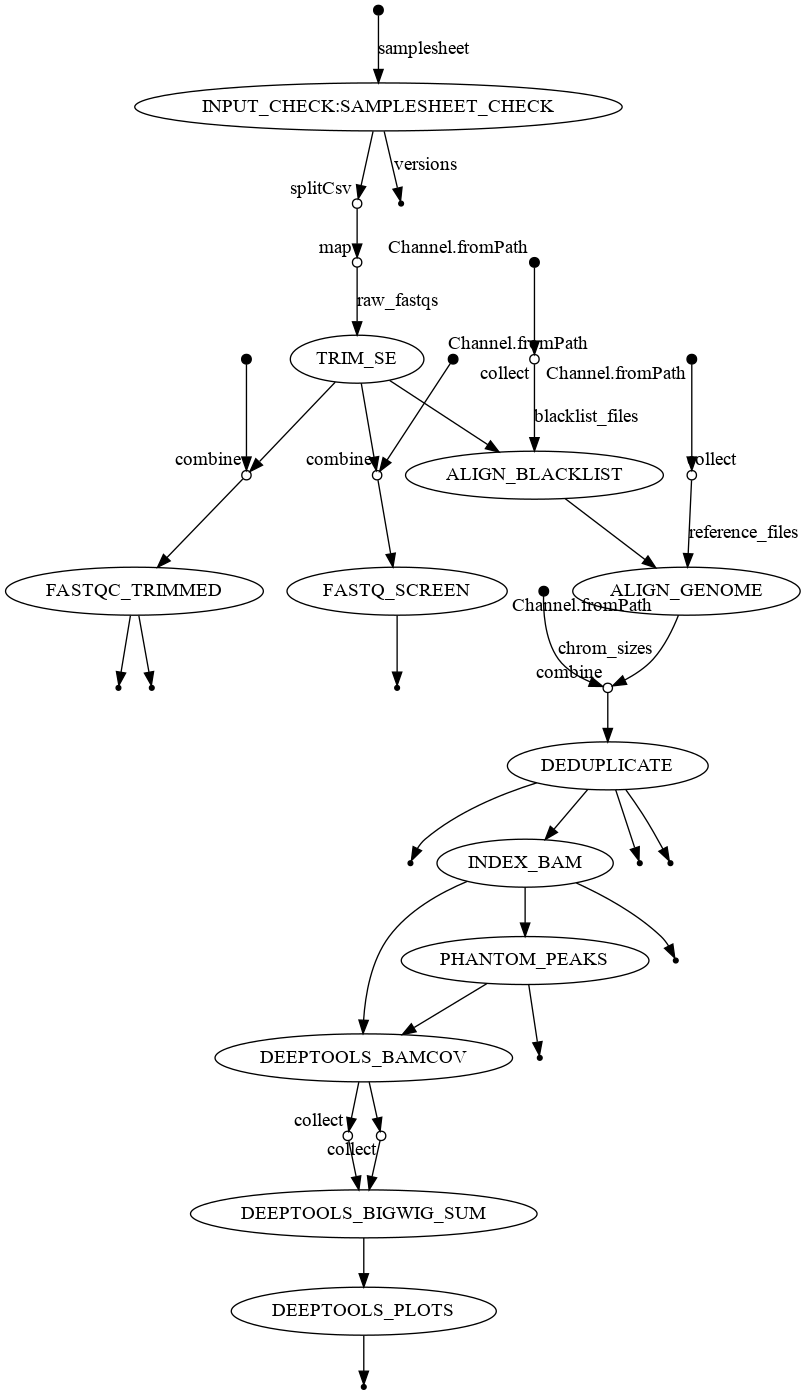 samplesheet
INPUT_CHECK:SAMPLESHEET_CHECK
versions
splitCsv
map
Channel.fromPath
raw_fastqs
Channel.fromPath
TRIM_SE
collect
Channel.fromPath
blacklist_files
combine
combine
collect
ALIGN_BLACKLIST
reference_files
FASTQC_TRIMMED
FASTQ_SCREEN
ALIGN_GENOME
Channel.fromPath
chrom_sizes
combine
DEDUPLICATE
INDEX_BAM
PHANTOM_PEAKS
DEEPTOOLS_BAMCOV
collect
collect
DEEPTOOLS_BIGWIG_SUM
DEEPTOOLS_PLOTS